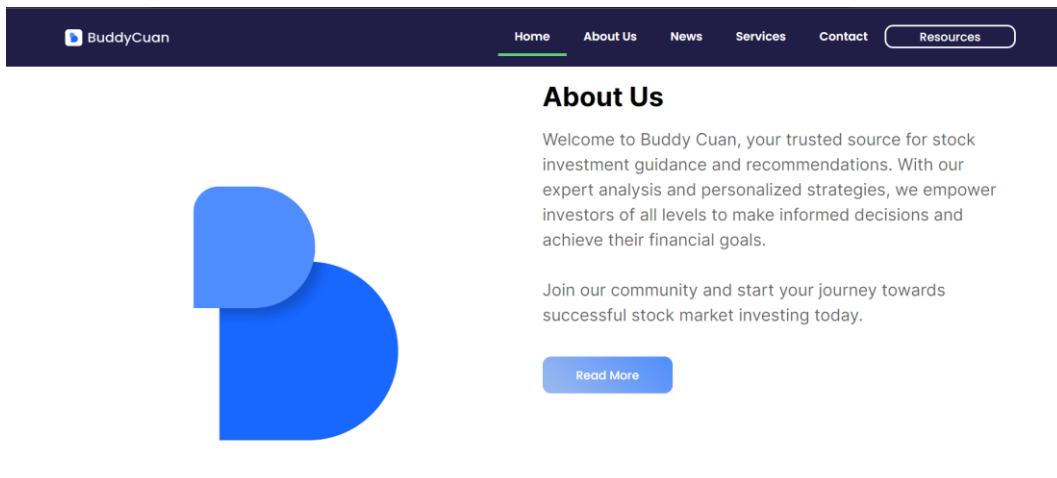 BuddyCuan
Home About Us News Services Contact Resources
About Us
Welcome to Buddy Cuan, your trusted source for stock
investment guidance and recommendations. With our
expert analysis and personalized strategies, we empower
investors of all levels to make informed decisions and
achieve their financial goals.
Join our community and start your journey towards
successful stock market investing today.
Read More